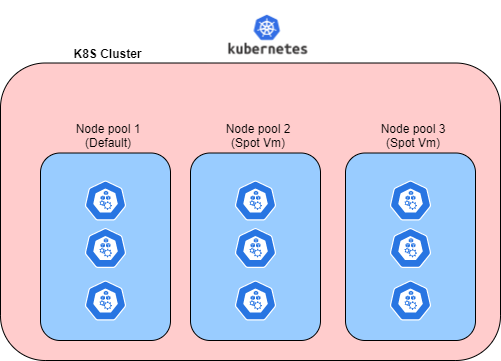 kubernetes
K8S Cluster
Node pool 1
(Default)
Node pool 2
(Spot Vm)
Node pool 3
(Spot Vm)